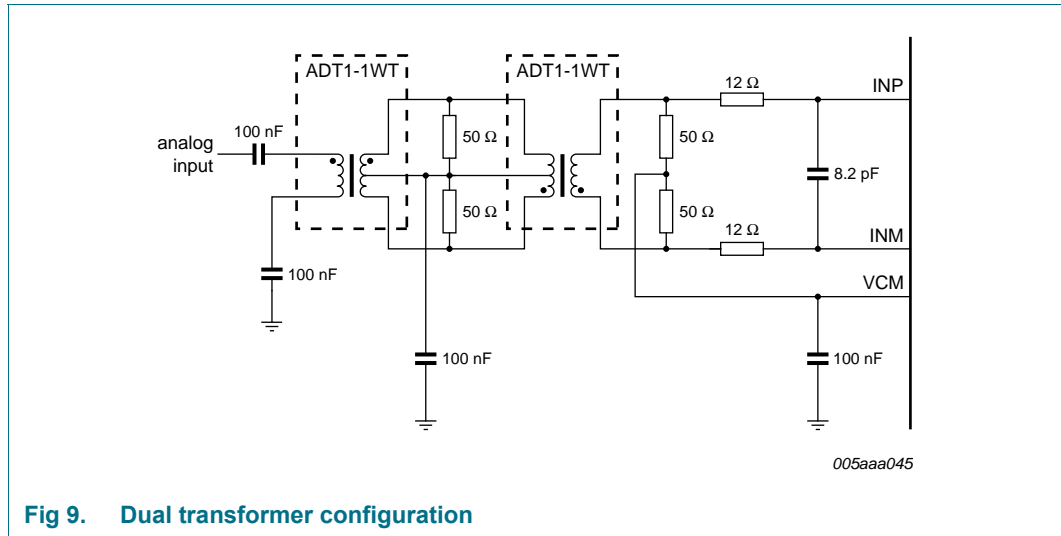 ADT1-1WT
ADT1-1WT
12 Ω
INP
100 nF
analog
input
50 Ω
50 Ω
8.2 pF
50 Ω
50 Ω
12 Ω
INM
100 nF
VCM
100 nF
100 nF
005aaa045
Fig 9. Dual transformer configuration